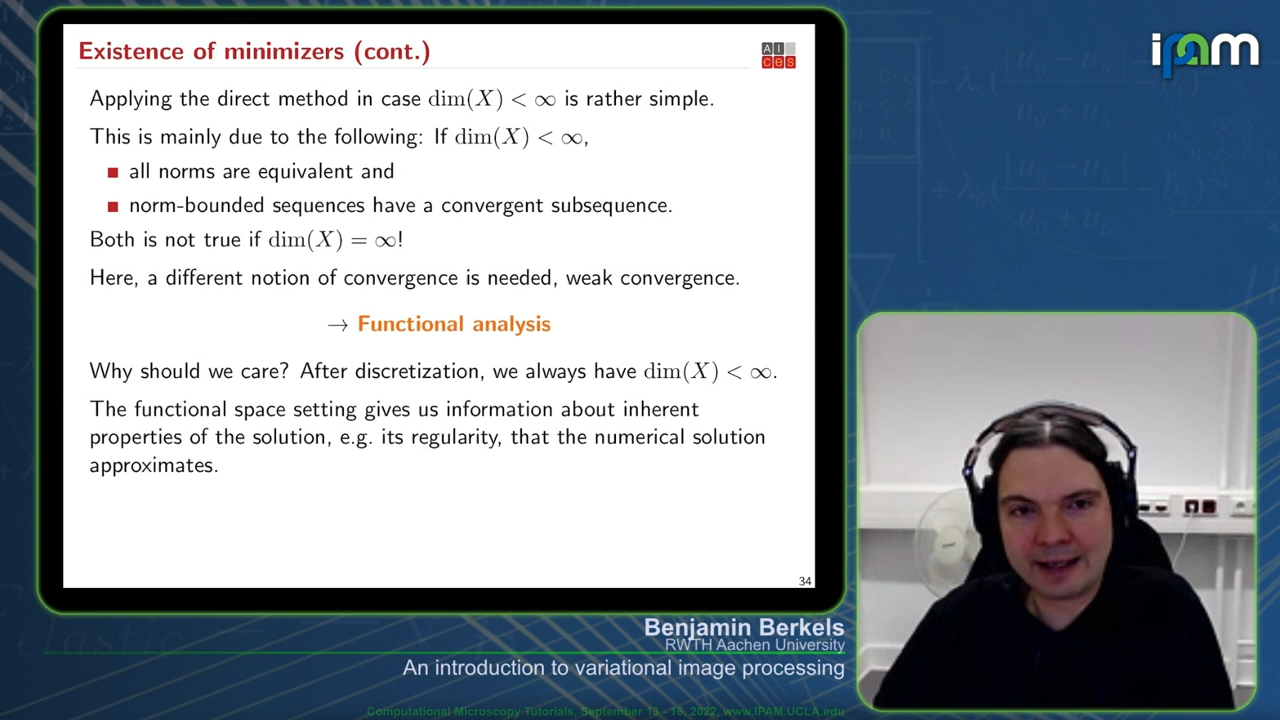 Existence of minimizers (cont.)
AI
ces
Applying the direct method in case dim(X) < ∞ is rather simple.
This is mainly due to the following: If dim(X) < ∞,
■ all norms are equivalent and
■ norm-bounded sequences have a convergent subsequence.
Both is not true if dim(X) = ∞!
Here, a different notion of convergence is needed, weak convergence.
→ Functional analysis
Why should we care? After discretization, we always have dim(X) < ∞.
The functional space setting gives us information about inherent
properties of the solution, e.g. its regularity, that the numerical solution
approximates.
34
ipam
Benjamin Berkels
RWTH Aachen University
An introduction to variational image processing
elastic
Computational Microscopy Tutorials, September 13 - 16, 2022, www.IPAM.UCLA.edu